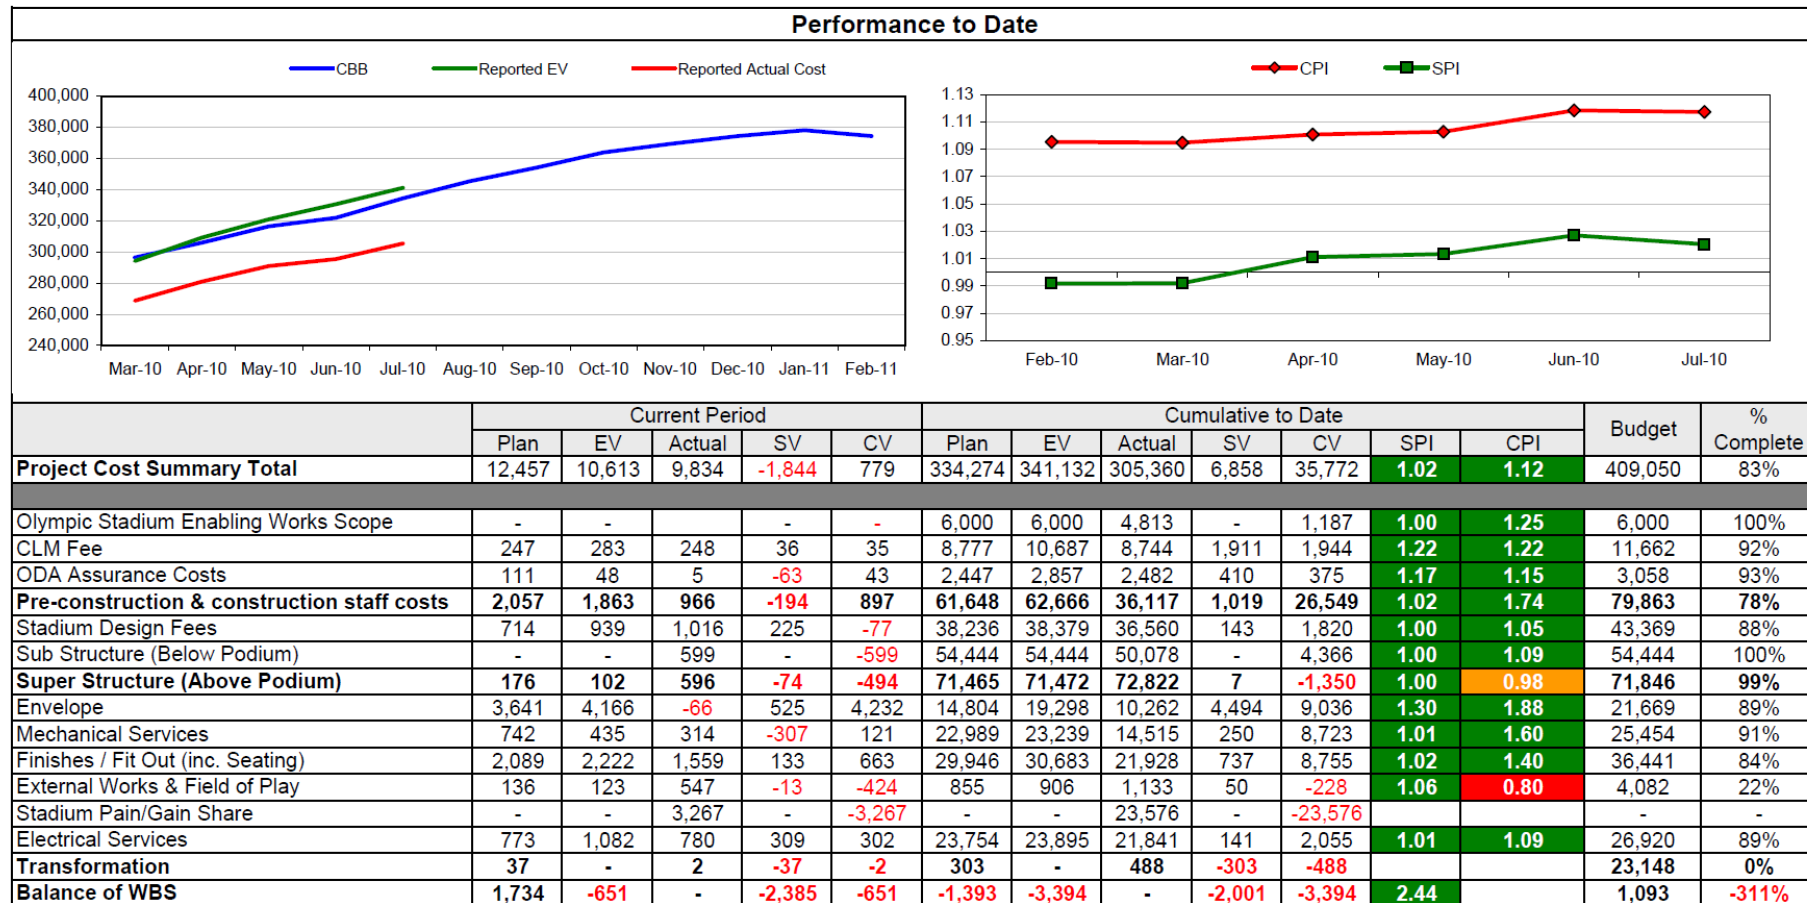 Performance to Date
CBB Reported EV Reported Actual Cost
400,000
380,000
360,000
340,000
320,000
300,000
280,000
260,000
240,000
Mar-10 Apr-10 May-10 Jun-10 Jul-10 Aug-10 Sep-10 Oct-10 Nov-10 Dec-10 Jan-11 Feb-11
CPI SPI
1.13
1.11
1.09
1.07
1.05
1.03
1.01
0.99
0.97
0.95
Feb-10 Mar-10 Apr-10 May-10 Jun-10 Jul-10
Current Period Cumulative to Date Budget % Complete
Plan EV Actual SV CV Plan EV Actual SV CV SPI CPI
Project Cost Summary Total 12,457 10,613 9,834 -1,844 779 334,274 341,132 305,360 6,858 35,772 1.02 1.12 409,050 83%
Olympic Stadium Enabling Works Scope - - - - 6,000 6,000 4,813 - 1,187 1.00 1.25 6,000 100%
CLM Fee 247 283 248 36 35 8,777 10,687 8,744 1,911 1,944 1.22 1.22 11,662 92%
ODA Assurance Costs 111 48 5 -63 43 2,447 2,857 2,482 410 375 1.17 1.15 3,058 93%
Pre-construction & construction staff costs 2,057 1,863 966 -194 897 61,648 62,666 36,117 1,019 26,549 1.02 1.74 79,863 78%
Stadium Design Fees 714 939 1,016 225 -77 38,236 38,379 36,560 143 1,820 1.00 1.05 43,369 88%
Sub Structure (Below Podium) - - 599 - -599 54,444 54,444 50,078 - 4,366 1.00 1.09 54,444 100%
Super Structure (Above Podium) 176 102 596 -74 -494 71,465 71,472 72,822 7 -1,350 1.00 0.98 71,846 99%
Envelope 3,641 4,166 -66 525 4,232 14,804 19,298 10,262 4,494 9,036 1.30 1.88 21,669 89%
Mechanical Services 742 435 314 -307 121 22,989 23,239 14,515 250 8,723 1.01 1.60 25,454 91%
Finishes / Fit Out (inc. Seating) 2,089 2,222 1,559 133 663 29,946 30,683 21,928 737 8,755 1.02 1.40 36,441 84%
External Works & Field of Play 136 123 547 -13 -424 855 906 1,133 50 -228 1.06 0.80 4,082 22%
Stadium Pain/Gain Share - - 3,267 - -3,267 - - 23,576 - -23,576 - -
Electrical Services 773 1,082 780 309 302 23,754 23,895 21,841 141 2,055 1.01 1.09 26,920 89%
Transformation 37 - 2 -37 -2 303 - 488 -303 -488 23,148 0%
Balance of WBS 1,734 -651 - -2,385 -651 -1,393 -3,394 - -2,001 -3,394 2.44 1,093 -311%